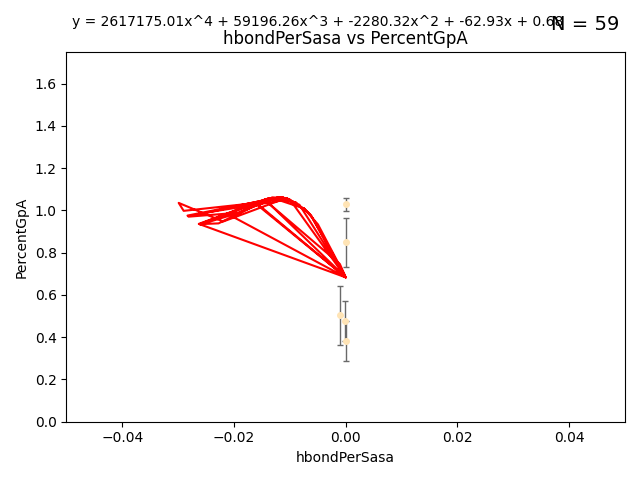 y = 2617175.01x^4 + 59196.26x^3 + -2280.32x^2 + -62.93x + 0.68
N = 59
hbondPerSasa vs PercentGpA
1.6
1.4
1.2
1.0
0.8
0.6
0.4
0.2
0.0
PercentGpA
−0.04
−0.02
0.00
0.02
0.04
hbondPerSasa